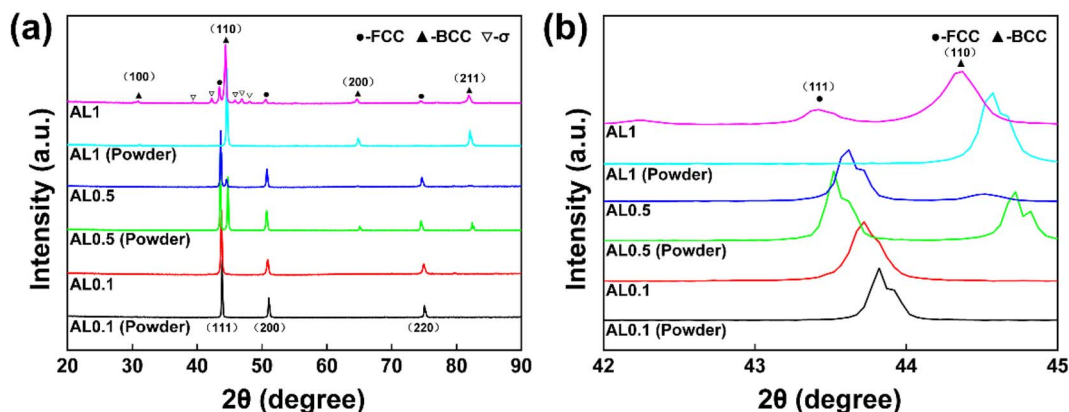 (a)
●-FCC ▲-BCC ▽-σ
(110)
(100)
(200)
(211)
AL1
AL1 (Powder)
AL0.5
AL0.5 (Powder)
AL0.1
AL0.1 (Powder)
(111)
(200)
(220)
20 30 40 50 60 70 80 90
2θ (degree)
Intensity (a.u.)
(b)
●-FCC ▲-BCC
(110)
(111)
AL1
AL1 (Powder)
AL0.5
AL0.5 (Powder)
AL0.1
AL0.1 (Powder)
42 43 44 45
2θ (degree)
Intensity (a.u.)